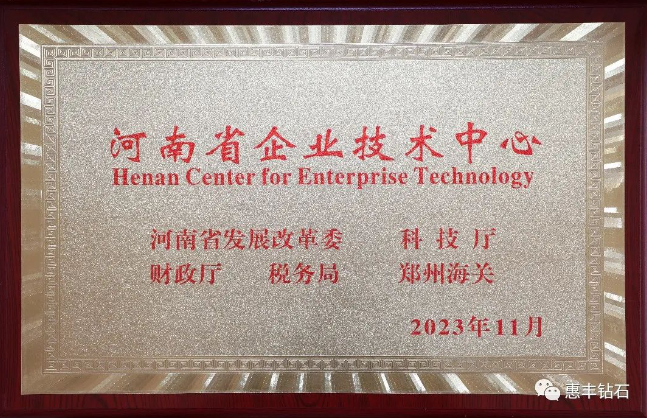 河南省企业技术中心
Henan Center for Enterprise Technology
河南省发展改革委 科技厅
财政厅 税务局 郑州海关
2023年11月
惠丰钻石